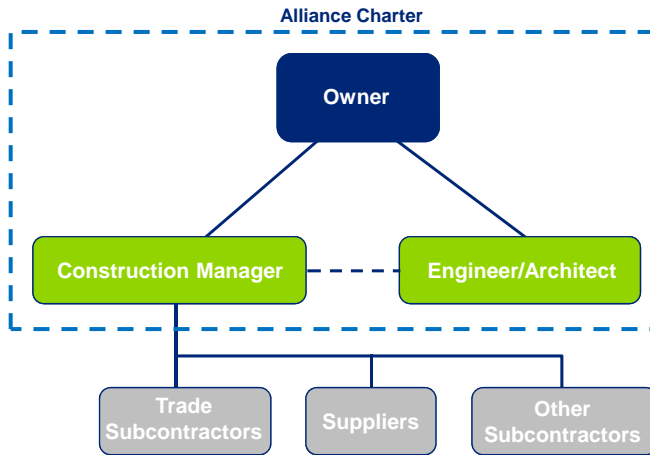 Alliance Charter
Owner
Construction Manager
Engineer/Architect
Trade
Subcontractors
Suppliers
Other
Subcontractors